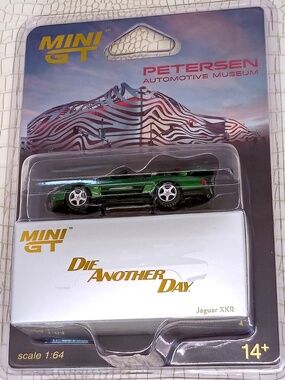 MINI
GT
PETERSEN
AUTOMOTIVE MUSEUM
MINI
GT
DIE
ANOTHER
DAY
Jaguar XKR
scale 1:64
14+